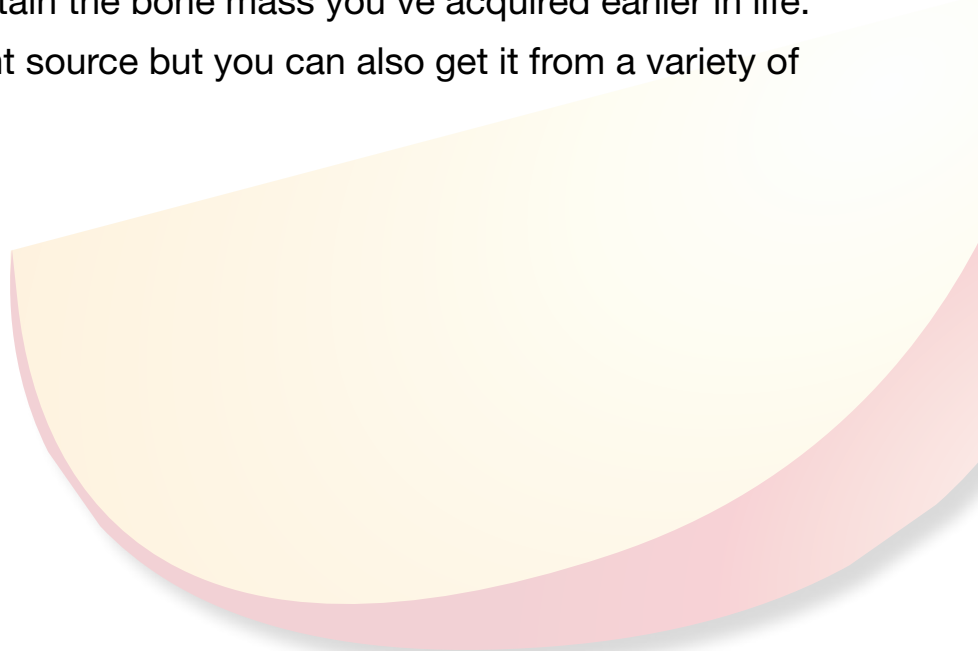 tain the bone mass you've acquired earlier in life.
nt source but you can also get it from a variety of